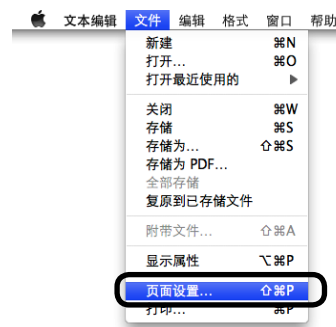 文本编辑 文件 编辑 格式 窗口 帮助
新建 ⌘N
打开... ⌘O
打开最近使用的 ▶
关闭 ⌘W
存储 ⌘S
存储为... ⇧⌘S
存储为 PDF...
全部存储
复原到已存储文件
附带文件... ⇧⌘A
显示属性 ⌥⌘P
页面设置... ⇧⌘P
打印... ⌘P